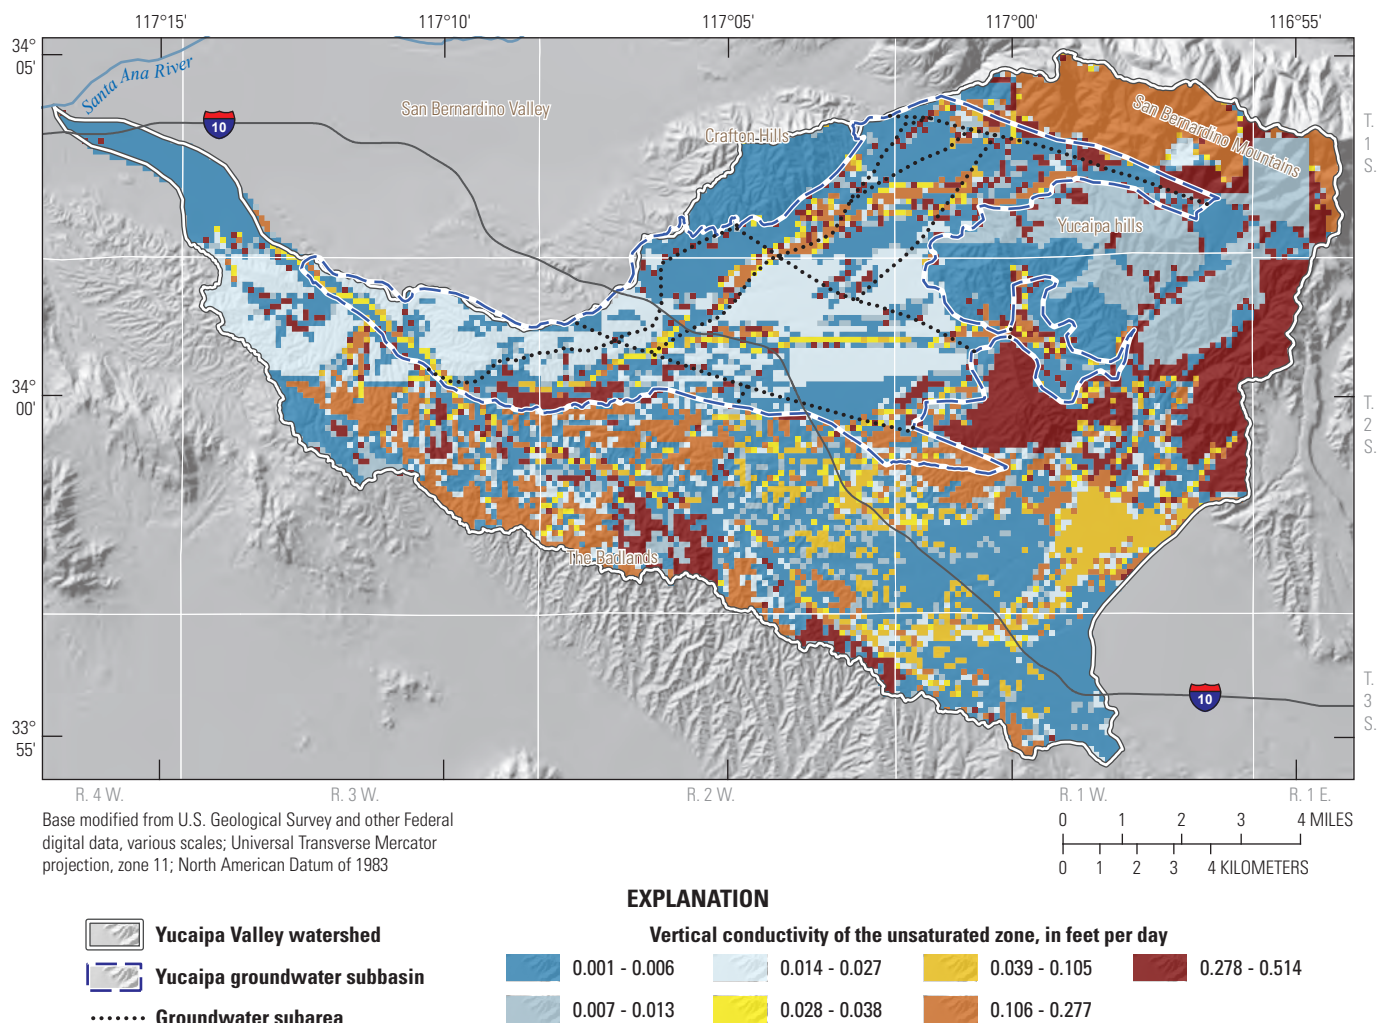 117°15'
117°10'
117°05'
117°00'
116°55'
34°
05'
Santa Ana River
10
San Bernardino Valley
Crafton Hills
San Bernardino Mountains
T.
1
S.
Yucaipa hills
34°
00'
T.
2
S.
The Badlands
T.
3
S.
10
33°
55'
R. 4 W.
R. 3 W.
R. 2 W.
R. 1 W.
R. 1 E.
Base modified from U.S. Geological Survey and other Federal
digital data, various scales; Universal Transverse Mercator
projection, zone 11; North American Datum of 1983
0 1 2 3 4 MILES
0 1 2 3 4 KILOMETERS
EXPLANATION
Yucaipa Valley watershed
Yucaipa groundwater subbasin
Groundwater subarea
Vertical conductivity of the unsaturated zone, in feet per day
0.001 - 0.006
0.014 - 0.027
0.039 - 0.105
0.278 - 0.514
0.007 - 0.013
0.028 - 0.038
0.106 - 0.277